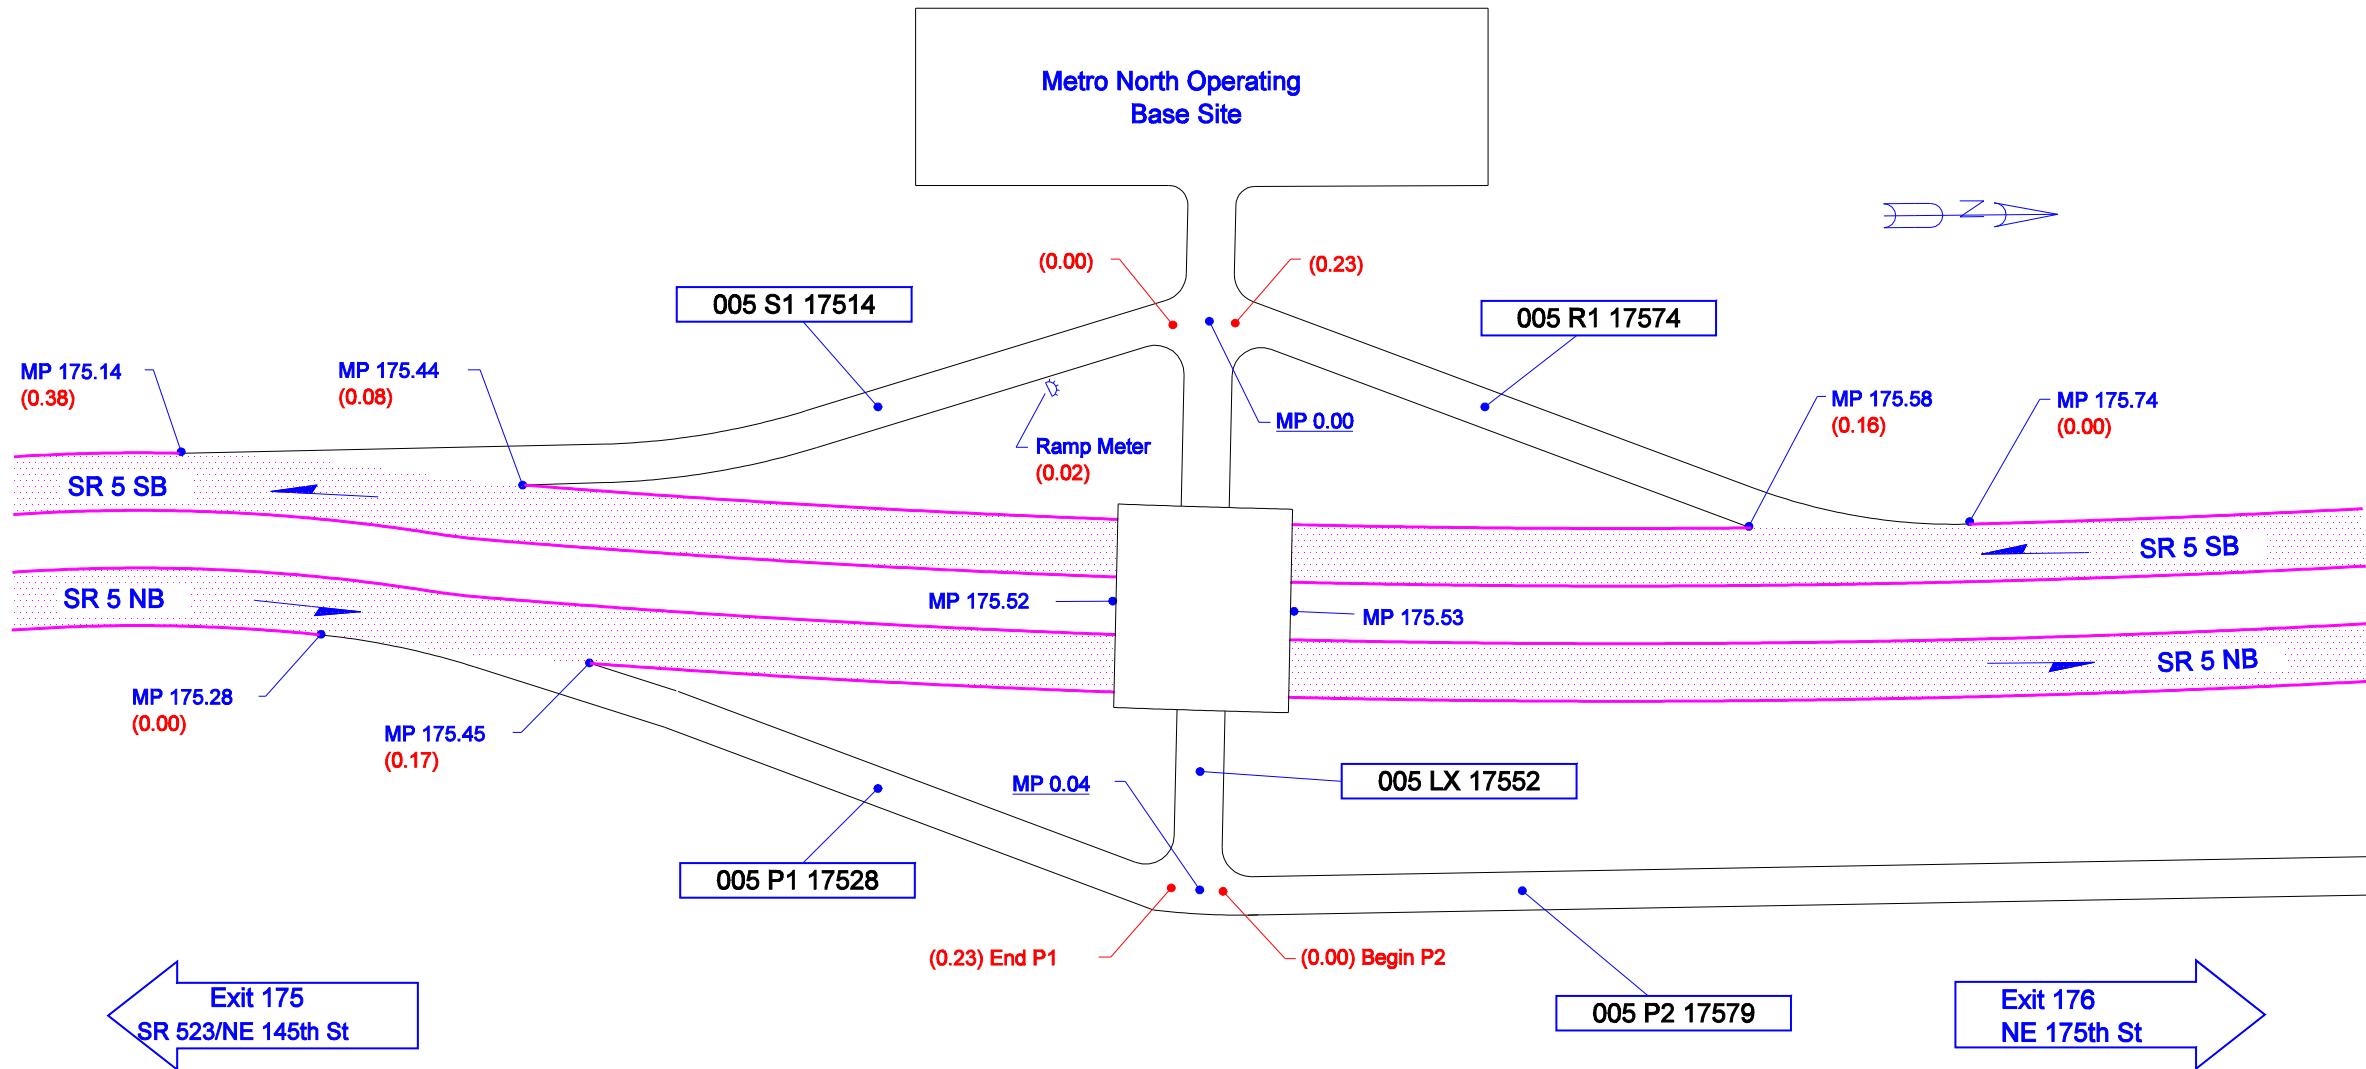 Metro North Operating
Base Site
N
(0.00)
(0.23)
005 S1 17514
005 R1 17574
MP 175.14
(0.38)
MP 175.44
(0.08)
MP 0.00
Ramp Meter
(0.02)
MP 175.58
(0.16)
MP 175.74
(0.00)
SR 5 SB
SR 5 SB
SR 5 NB
MP 175.52
MP 175.53
SR 5 NB
MP 175.28
(0.00)
MP 175.45
(0.17)
MP 0.04
005 LX 17552
005 P1 17528
(0.23) End P1
(0.00) Begin P2
005 P2 17579
Exit 175
SR 523/NE 145th St
Exit 176
NE 175th St